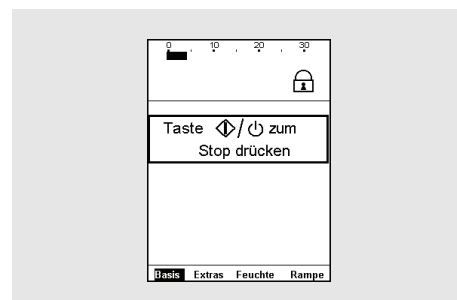 0 10 20 30
Taste / zum
Stop drücken
Basis Extras Feuchte Rampe